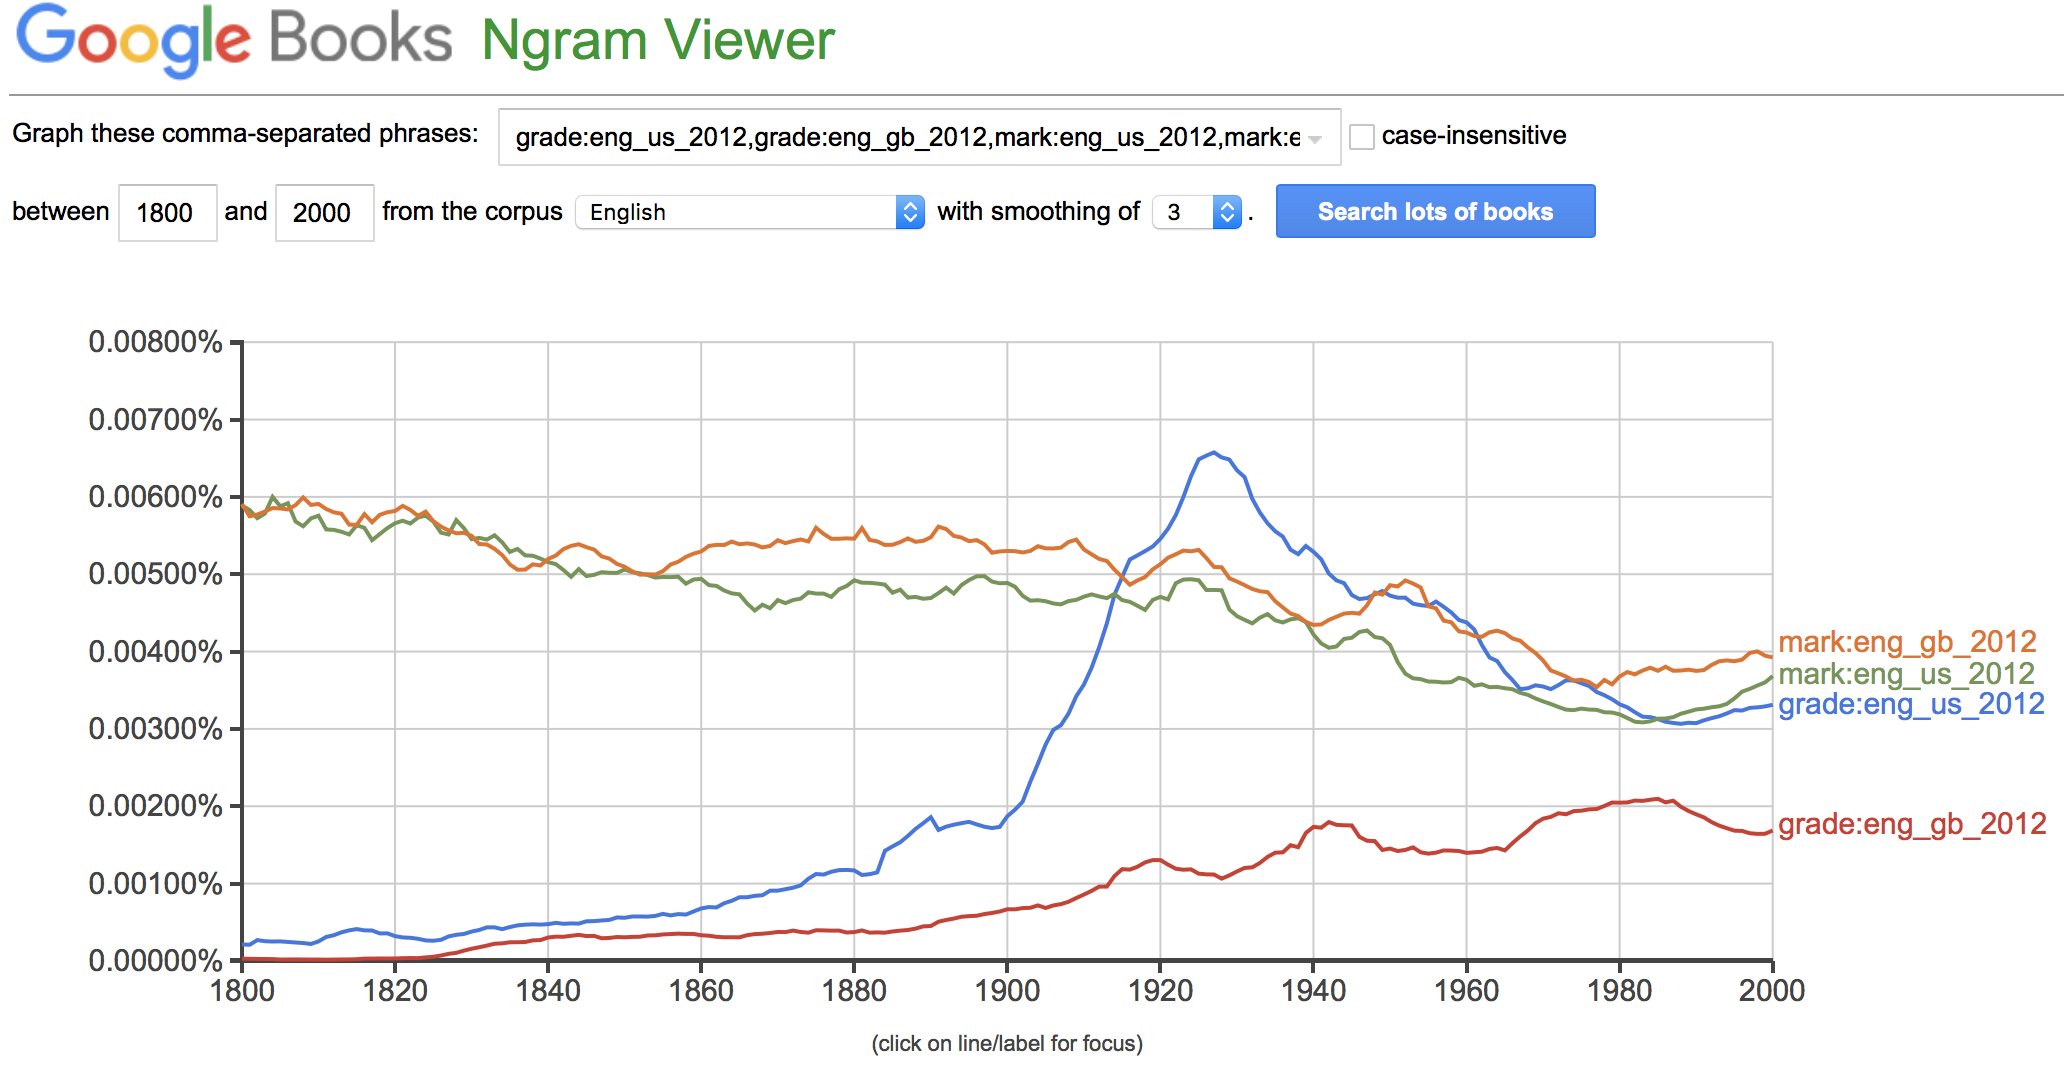 Google Books Ngram Viewer
Graph these comma-separated phrases: grade:eng_us_2012,grade:eng_gb_2012,mark:eng_us_2012,mark:e case-insensitive
between 1800 and 2000 from the corpus English with smoothing of 3 . Search lots of books
0.00800%
0.00700%
0.00600%
0.00500%
0.00400%
0.00300%
0.00200%
0.00100%
0.00000%
mark:eng_gb_2012
mark:eng_us_2012
grade:eng_us_2012
grade:eng_gb_2012
1800 1820 1840 1860 1880 1900 1920 1940 1960 1980 2000
(click on line/label for focus)